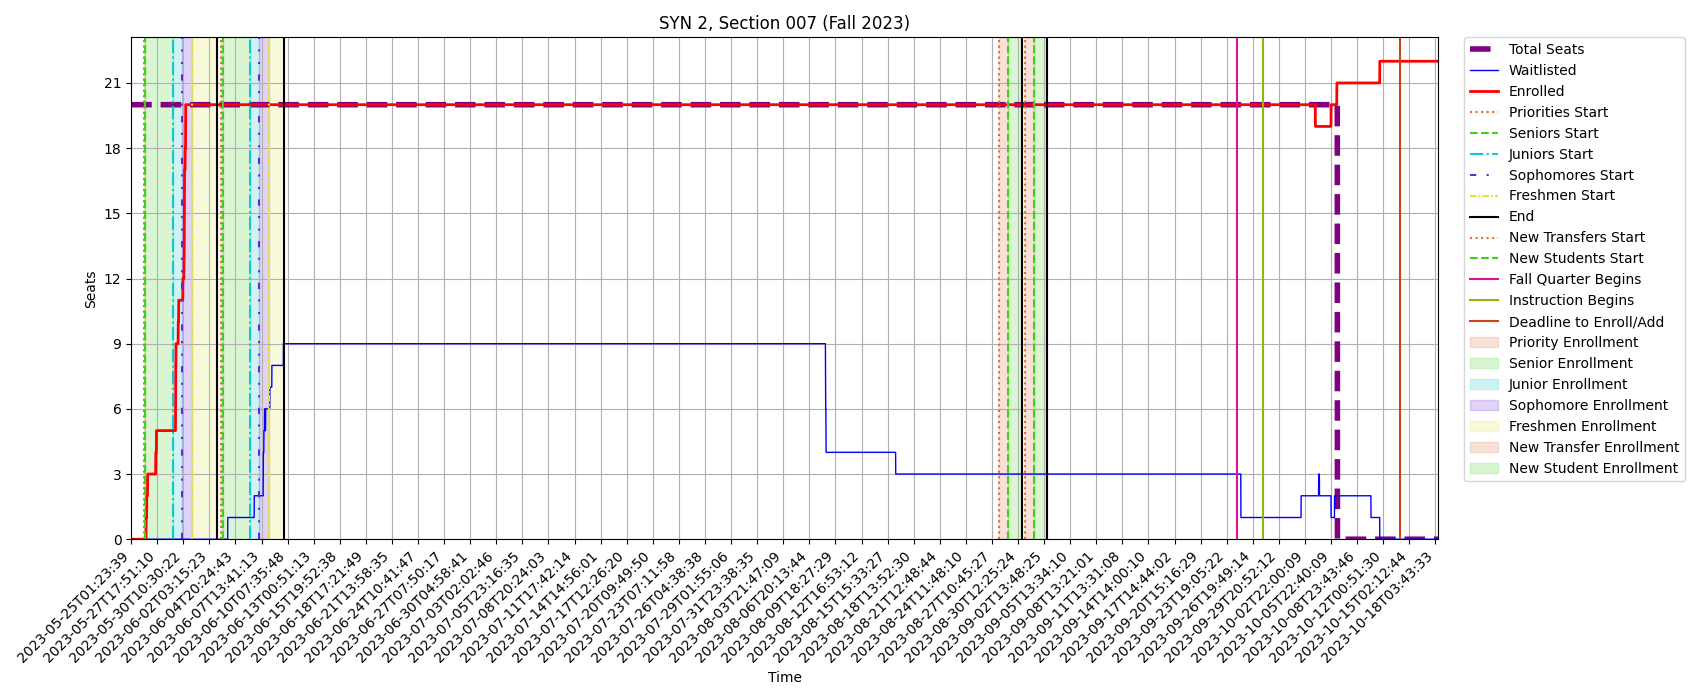 SYN 2, Section 007 (Fall 2023)
Seats
21
18
15
12
9
6
3
0
2023-05-25T01:23:39
2023-05-27T17:51:10
2023-05-30T10:30:22
2023-06-02T03:15:23
2023-06-04T20:24:43
2023-06-07T13:41:13
2023-06-10T07:35:48
2023-06-13T00:51:13
2023-06-15T19:52:38
2023-06-18T17:21:49
2023-06-21T13:58:35
2023-06-24T10:41:47
2023-06-27T07:50:17
2023-06-30T04:58:41
2023-07-03T02:02:46
2023-07-05T23:16:35
2023-07-08T20:24:03
2023-07-11T17:42:14
2023-07-14T14:56:01
2023-07-17T12:26:20
2023-07-20T09:49:50
2023-07-23T07:11:58
2023-07-26T04:38:38
2023-07-29T01:55:06
2023-07-31T23:38:35
2023-08-03T21:47:09
2023-08-06T20:13:44
2023-08-09T18:27:29
2023-08-12T16:53:12
2023-08-15T15:33:27
2023-08-18T13:52:30
2023-08-21T12:48:44
2023-08-24T11:48:10
2023-08-27T10:45:27
2023-08-30T12:25:24
2023-09-02T13:48:25
2023-09-05T13:34:10
2023-09-08T13:21:01
2023-09-11T13:31:08
2023-09-14T14:00:10
2023-09-17T14:44:02
2023-09-20T15:16:29
2023-09-23T19:05:22
2023-09-26T19:49:14
2023-09-29T20:52:12
2023-10-02T22:00:09
2023-10-05T22:40:09
2023-10-08T23:43:46
2023-10-12T00:51:30
2023-10-15T02:12:44
2023-10-18T03:43:33
Time
Total Seats
Waitlisted
Enrolled
Priorities Start
Seniors Start
Juniors Start
Sophomores Start
Freshmen Start
End
New Transfers Start
New Students Start
Fall Quarter Begins
Instruction Begins
Deadline to Enroll/Add
Priority Enrollment
Senior Enrollment
Junior Enrollment
Sophomore Enrollment
Freshmen Enrollment
New Transfer Enrollment
New Student Enrollment